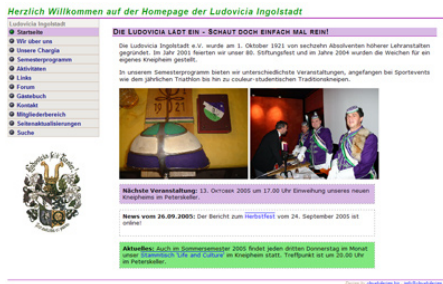 Herzlich Willkommen auf der Homepage der Ludovicia Ingolstadt
Ludovicia Ingolstadt
Startseite
Wir über uns
Unsere Chargia
Semesterprogramm
Aktivitäten
Links
Forum
Gästebuch
Kontakt
Mitgliederbereich
Seitenaktualisierungen
Suche
Die Ludovicia lädt ein - Schaut doch einfach mal rein!
Die Ludovicia Ingolstadt e.V. wurde am 1. Oktober 1921 von sechzehn Absolventen höherer Lehranstalten
gegründet. Im Jahr 2001 feierten wir unser 80. Stiftungsfest und im Jahre 2004 wurden die Weichen für ein
eigenes Kneipheim gestellt.
In unserem Semesterprogramm bieten wir unterschiedlichste Veranstaltungen, angefangen bei Sportevents
wie dem jährlichen Triathlon bis hin zu couleur-studentischen Traditionskneipen.
Nächste Veranstaltung: 13. Oktober 2005 um 17.00 Uhr Einweihung unseres neuen
Kneipheims im Peterskeller.
News vom 26.09.2005: Der Bericht zum Herbstfest vom 24. September 2005 ist
online!
Aktuelles: Auch im Sommersemester 2005 findet jeden dritten Donnerstag im Monat
unser Stammtisch 'Life and Culture' im Kneipheim statt. Treffpunkt ist um 20.00 Uhr
im Peterskeller.